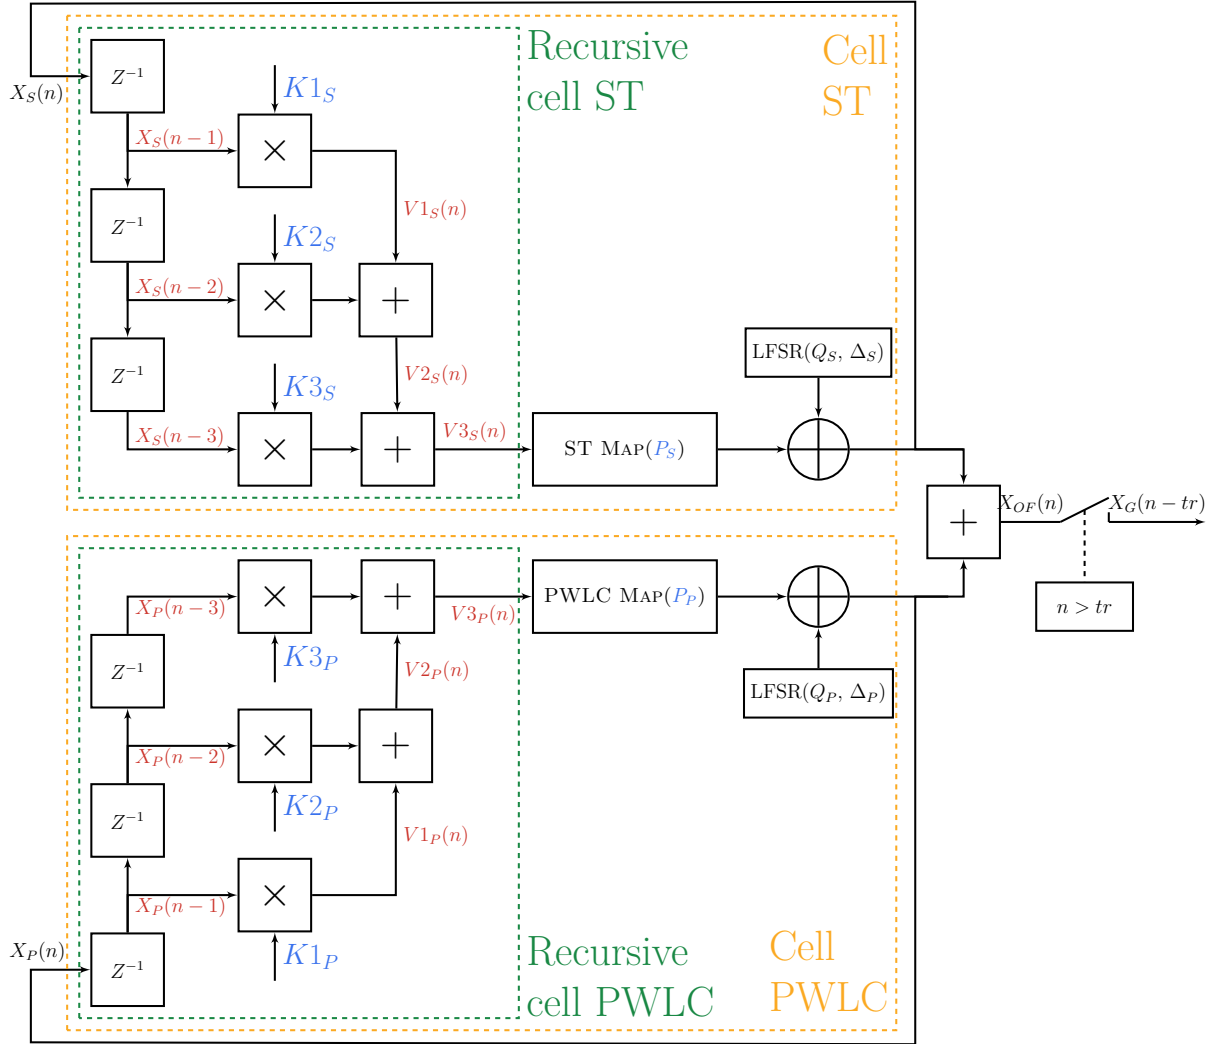 Recursive
cell ST
Cell
ST
X_S(n)
Z^{-1}
K1_S
X_S(n − 1)
×
V1_S(n)
Z^{-1}
K2_S
X_S(n − 2)
×
+
V2_S(n)
Z^{-1}
K3_S
X_S(n − 3)
×
+
V3_S(n)
ST MAP(P_S)
LFSR(Q_S, Δ_S)
+
X_{OF}(n)
X_G(n − tr)
n > tr
X_P(n − 3)
×
+
V3_P(n)
PWLC MAP(P_P)
Z^{-1}
K3_P
V2_P(n)
LFSR(Q_P, Δ_P)
X_P(n − 2)
×
+
Z^{-1}
K2_P
V1_P(n)
X_P(n − 1)
×
X_P(n)
Z^{-1}
K1_P
Recursive
cell PWLC
Cell
PWLC